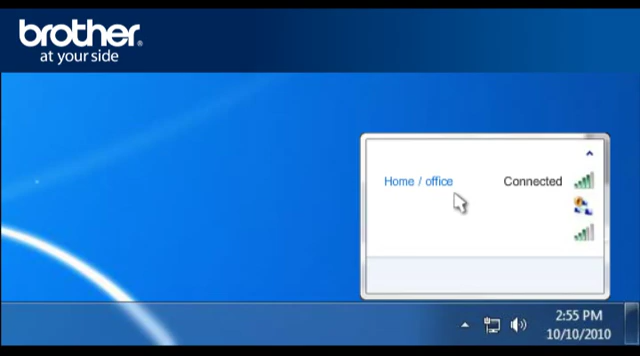 brother.
at your side
Home / office Connected
2:55 PM
10/10/2010